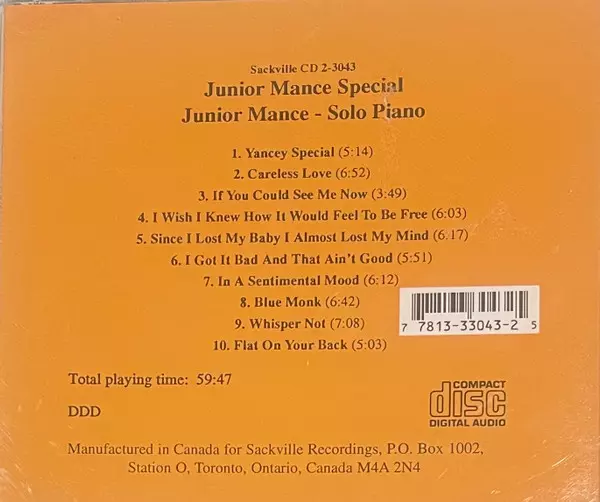 Sackville CD 2-3043
Junior Mance Special
Junior Mance - Solo Piano
1. Yancey Special (5:14)
2. Careless Love (6:52)
3. If You Could See Me Now (3:49)
4. I Wish I Knew How It Would Feel To Be Free (6:03)
5. Since I Lost My Baby I Almost Lost My Mind (6:17)
6. I Got It Bad And That Ain't Good (5:51)
7. In A Sentimental Mood (6:12)
8. Blue Monk (6:42)
9. Whisper Not (7:08)
10. Flat On Your Back (5:03)
7 7813-33043-2 5
Total playing time: 59:47
DDD
COMPACT
disc
DIGITAL AUDIO
Manufactured in Canada for Sackville Recordings, P.O. Box 1002,
Station O, Toronto, Ontario, Canada M4A 2N4